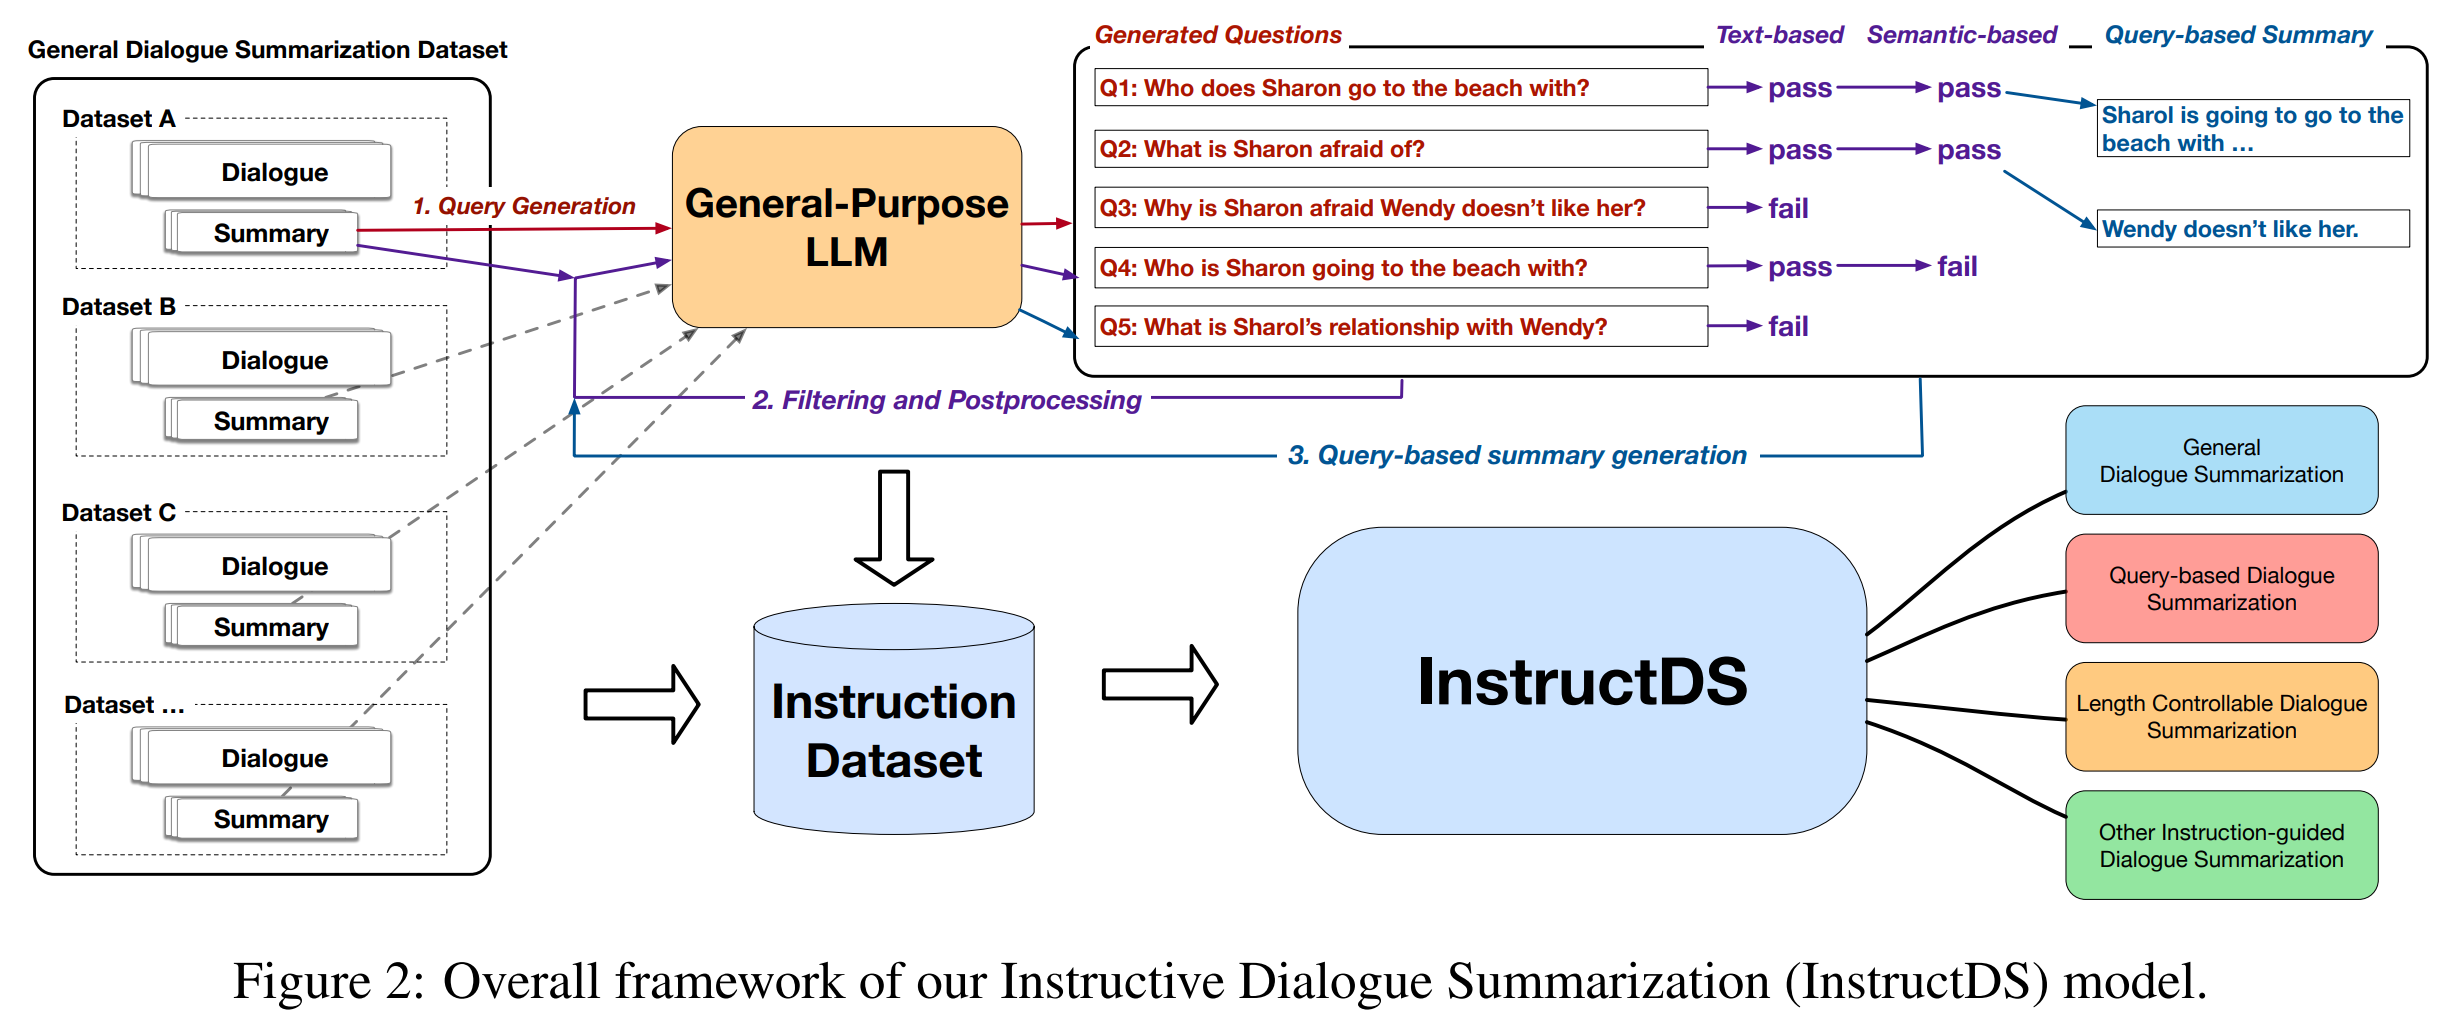 General Dialogue Summarization Dataset
Dataset A
Dialogue
Summary
Dataset B
Dialogue
Summary
Dataset C
Dialogue
Summary
Dataset ...
Dialogue
Summary
1. Query Generation
General-Purpose
LLM
Generated Questions
Text-based
Semantic-based
Query-based Summary
Q1: Who does Sharon go to the beach with?
pass
pass
Sharol is going to go to the
beach with ...
Q2: What is Sharon afraid of?
pass
pass
Wendy doesn't like her.
Q3: Why is Sharon afraid Wendy doesn't like her?
fail
Q4: Who is Sharon going to the beach with?
pass
fail
Q5: What is Sharol's relationship with Wendy?
fail
2. Filtering and Postprocessing
3. Query-based summary generation
Instruction
Dataset
InstructDS
General
Dialogue Summarization
Query-based Dialogue
Summarization
Length Controllable Dialogue
Summarization
Other Instruction-guided
Dialogue Summarization
Figure 2: Overall framework of our Instructive Dialogue Summarization (InstructDS) model.